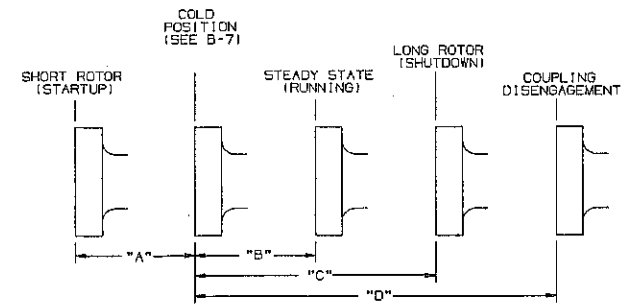 COLD
POSITION
(SEE B-7)
SHORT ROTOR
(STARTUP)
STEADY STATE
(RUNNING)
LONG ROTOR
(SHUTDOWN)
COUPLING
DISENGAGEMENT
"A"
"B"
"C"
"D"